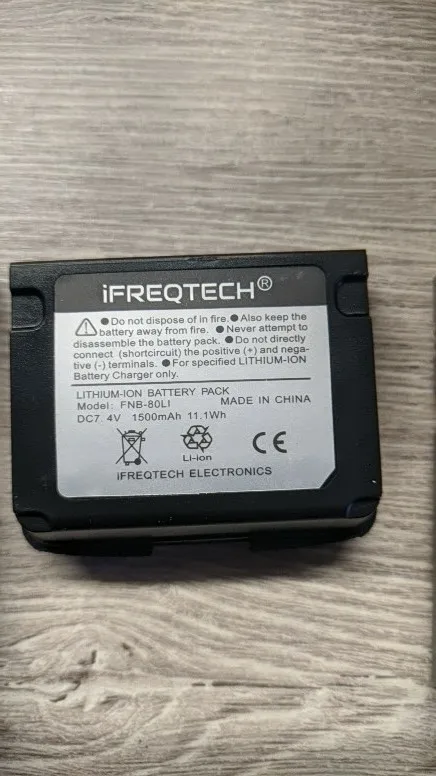 iFREQTECH®
●Do not dispose of in fire.●Also keep the
battery away from fire. ●Never attempt to
disassemble the battery pack. ●Do not directly
connect (shortcircuit) the positive (+) and nega-
tive (-) terminals. ●For specified LITHIUM-ION
Battery Charger only.
LITHIUM-ION BATTERY PACK
Model: FNB-80LI MADE IN CHINA
DC7.4V 1500mAh 11.1Wh
Li-ion
CE
iFREQTECH ELECTRONICS